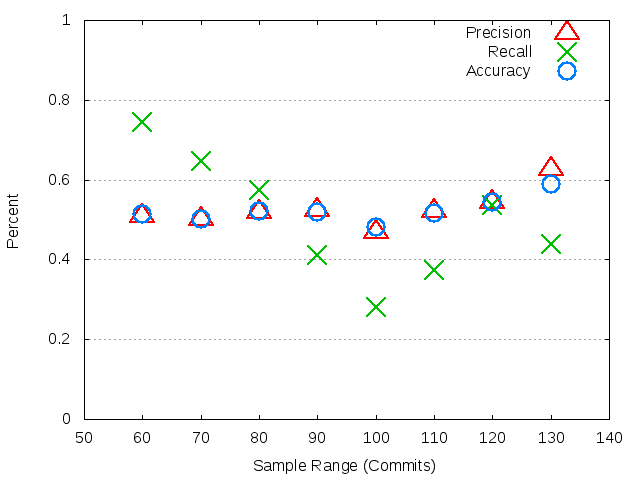 1
0.8
0.6
0.4
0.2
0
Percent
Precision
Recall
Accuracy
50 60 70 80 90 100 110 120 130 140
Sample Range (Commits)